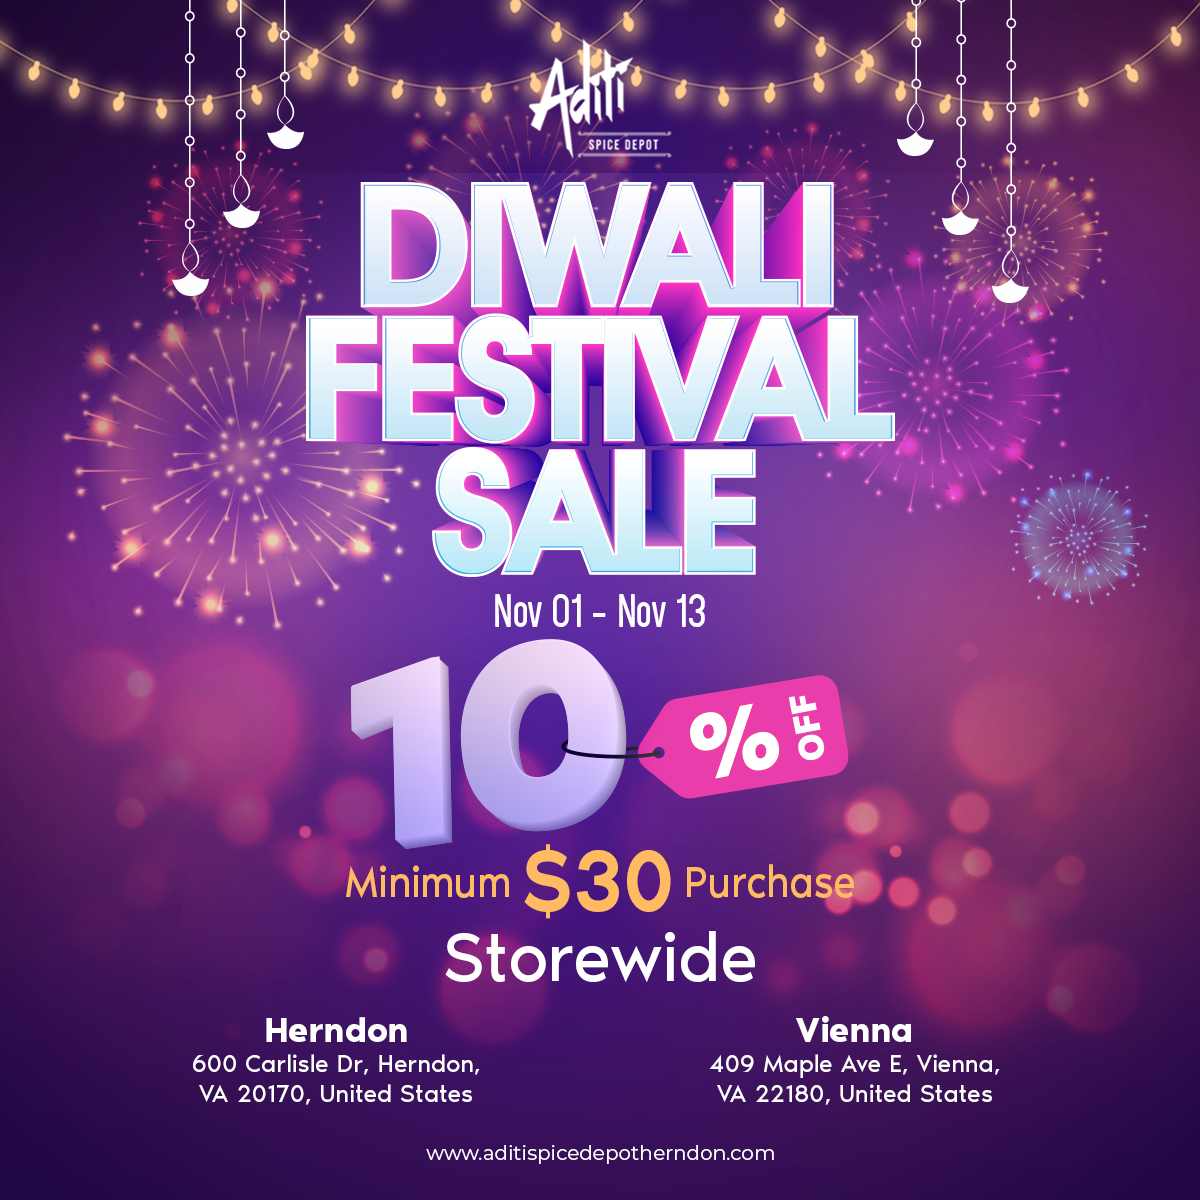 Aditi
SPICE DEPOT
DIWALI
FESTIVAL
SALE
Nov 01 - Nov 13
10% OFF
Minimum $30 Purchase
Storewide
Herndon
600 Carlisle Dr, Herndon,
VA 20170, United States
Vienna
409 Maple Ave E, Vienna,
VA 22180, United States
www.aditispicedepotherndon.com